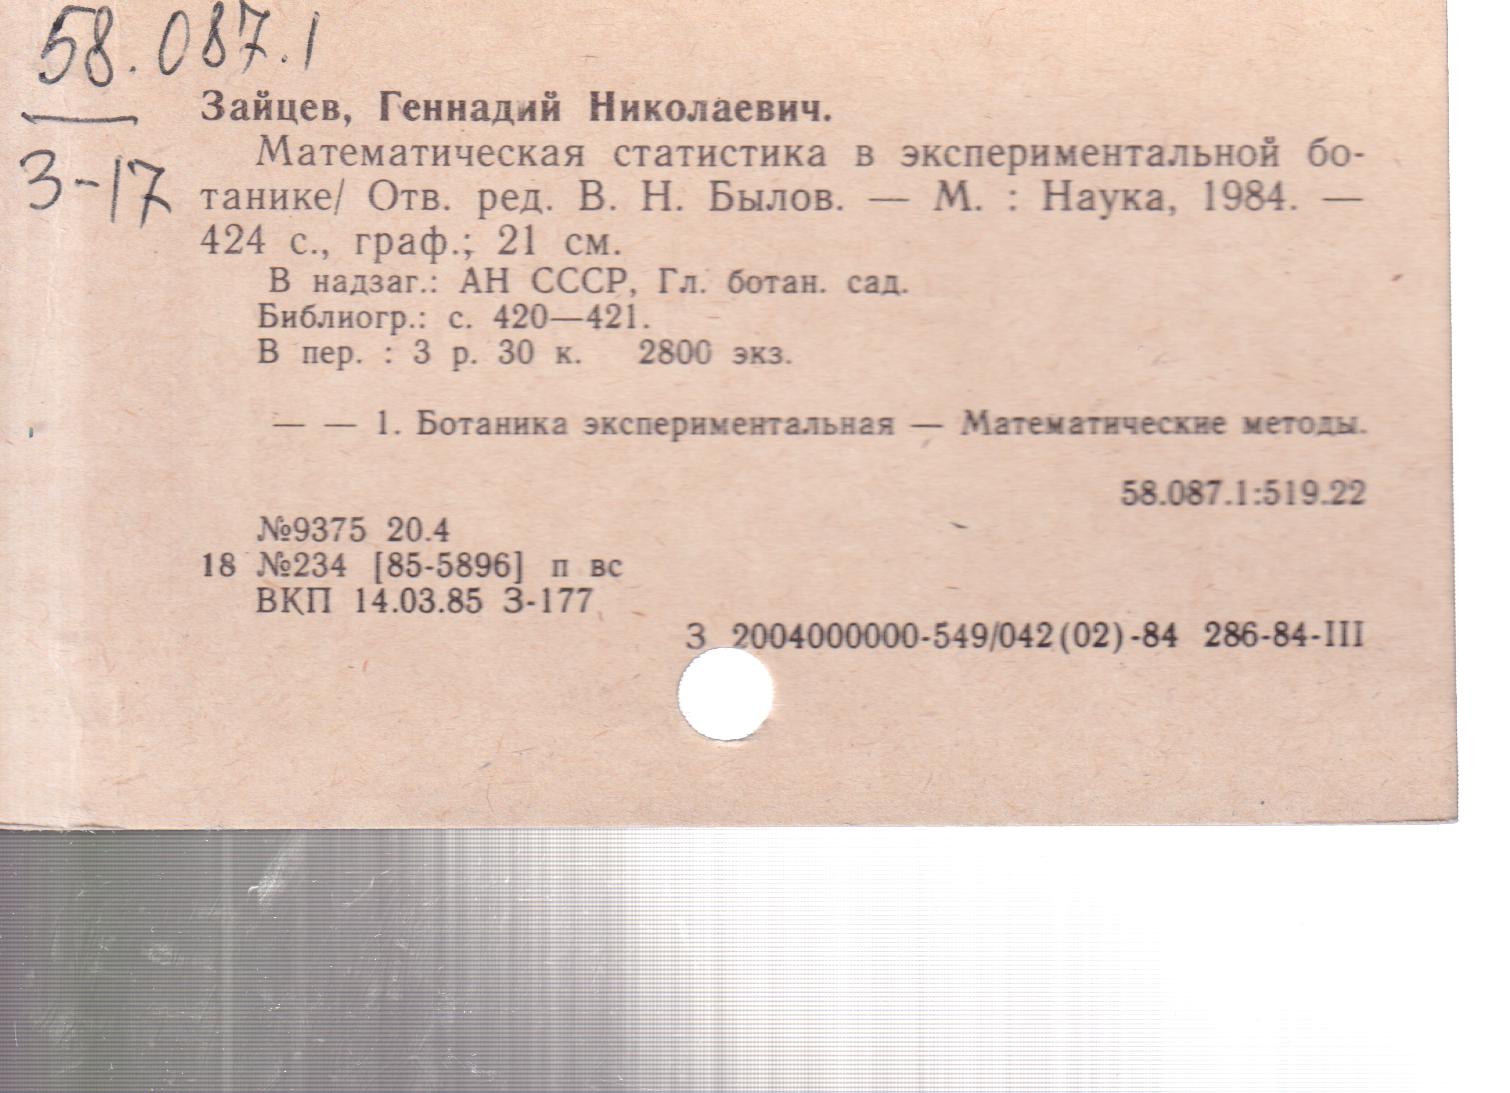 58.087.1
З-17
Зайцев, Геннадий Николаевич.
Математическая статистика в экспериментальной бо-
танике/ Отв. ред. В. Н. Былов. — М. : Наука, 1984. —
424 с., граф.; 21 см.
В надзаг.: АН СССР, Гл. ботан. сад.
Библиогр.: с. 420—421.
В пер. : 3 р. 30 к. 2800 экз.
— — 1. Ботаника экспериментальная — Математические методы.
58.087.1:519.22
№9375 20.4
18 №234 [85-5896] п вс
ВКП 14.03.85 З-177
З 2004000000-549/042(02)-84 286-84-III